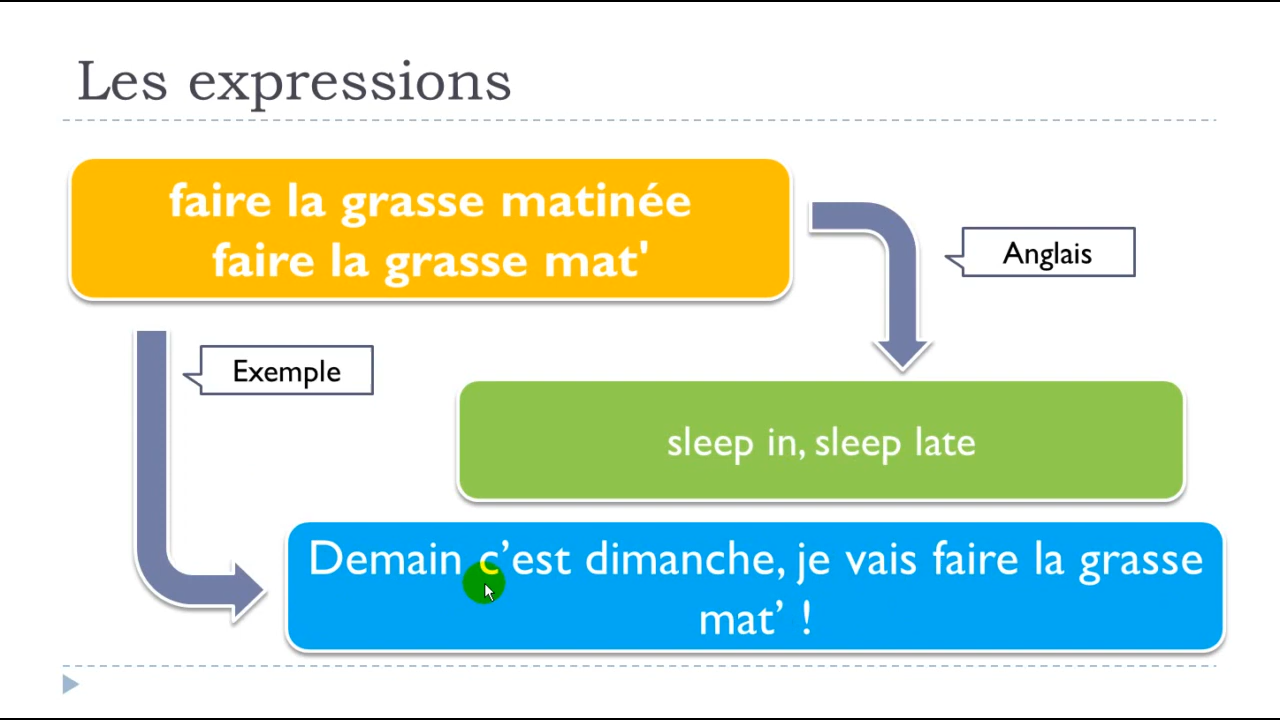 Les expressions
faire la grasse matinée
faire la grasse mat'
Anglais
Exemple
sleep in, sleep late
Demain c’est dimanche, je vais faire la grasse
mat’ !